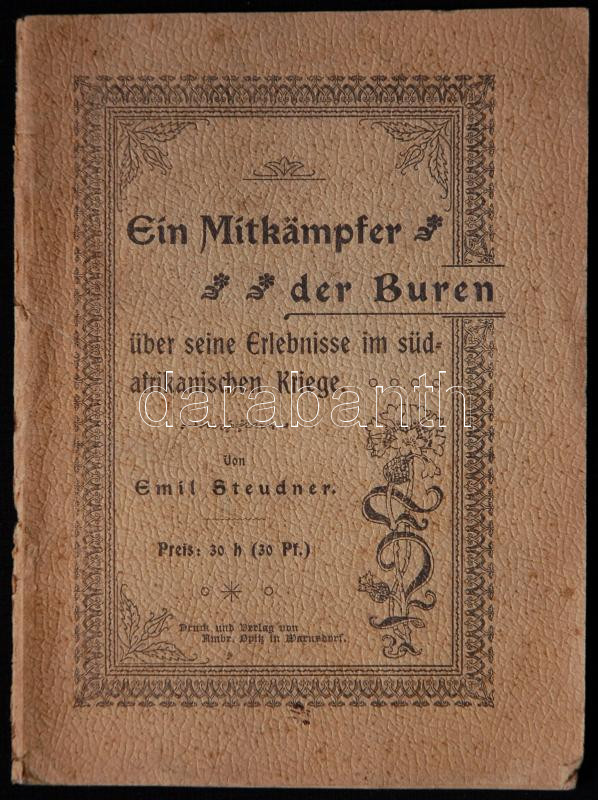 Ein Mitkämpfer
der Buren
über seine Erlebnisse im süd-
afrikanischen Kriege.
databanth
Von
Emil Steudner.
Preis: 30 h (30 Pf.)
Druck und Verlag von
Ambr. Opitz in Warnsdorf.